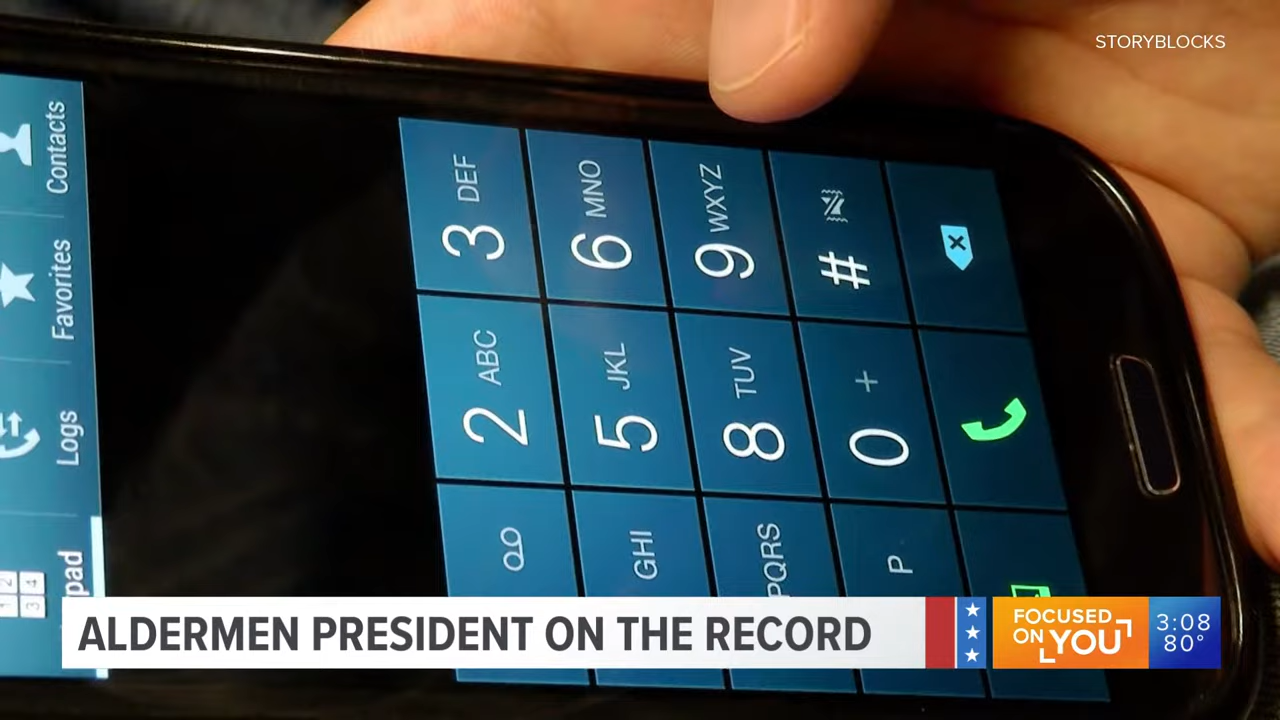 STORYBLOCKS
Contacts
Favorites
Logs
pad
3 DEF
6 MNO
9 WXYZ
#
2 ABC
5 JKL
8 TUV
0 +
GHI
PQRS
P
ALDERMEN PRESIDENT ON THE RECORD
FOCUSED
ON YOU
3:08
80°